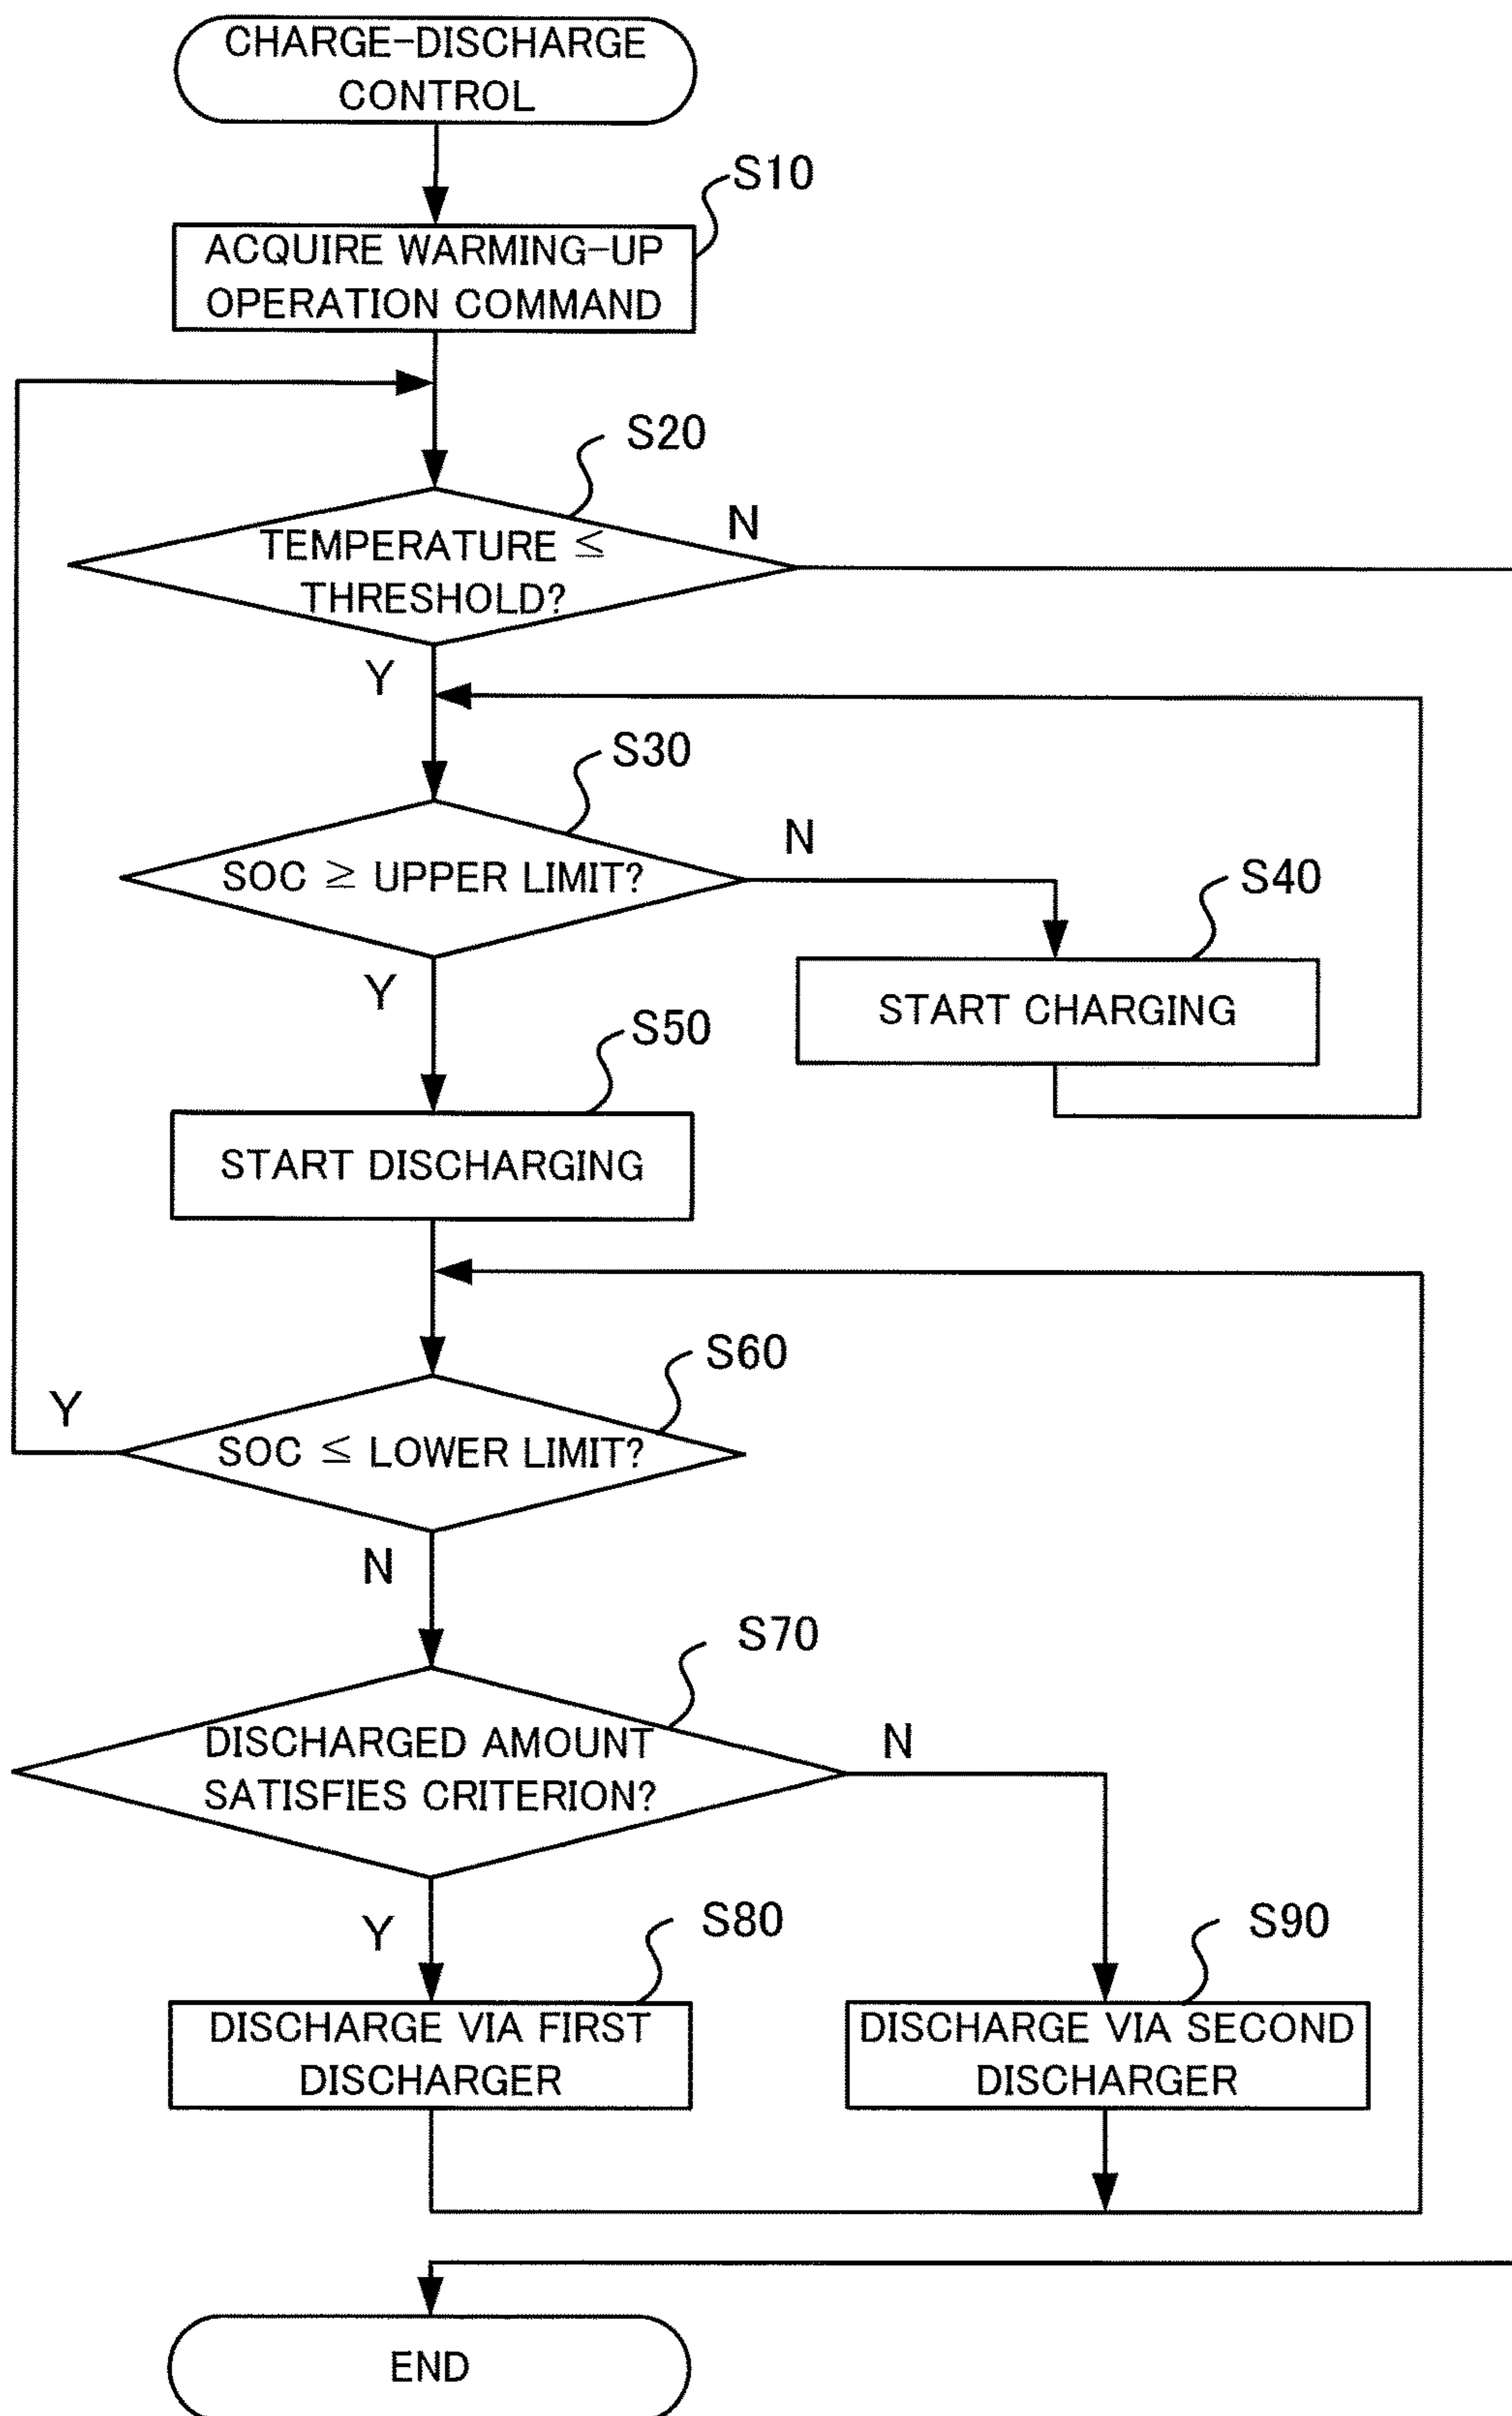 CHARGE-DISCHARGE
CONTROL
S10
ACQUIRE WARMING-UP
OPERATION COMMAND
S20
TEMPERATURE ≤
THRESHOLD?
N
Y
S30
SOC ≥ UPPER LIMIT?
N
Y
S40
START CHARGING
S50
START DISCHARGING
S60
SOC ≤ LOWER LIMIT?
Y
N
S70
DISCHARGED AMOUNT
SATISFIES CRITERION?
N
Y
S80
DISCHARGE VIA FIRST
DISCHARGER
S90
DISCHARGE VIA SECOND
DISCHARGER
END